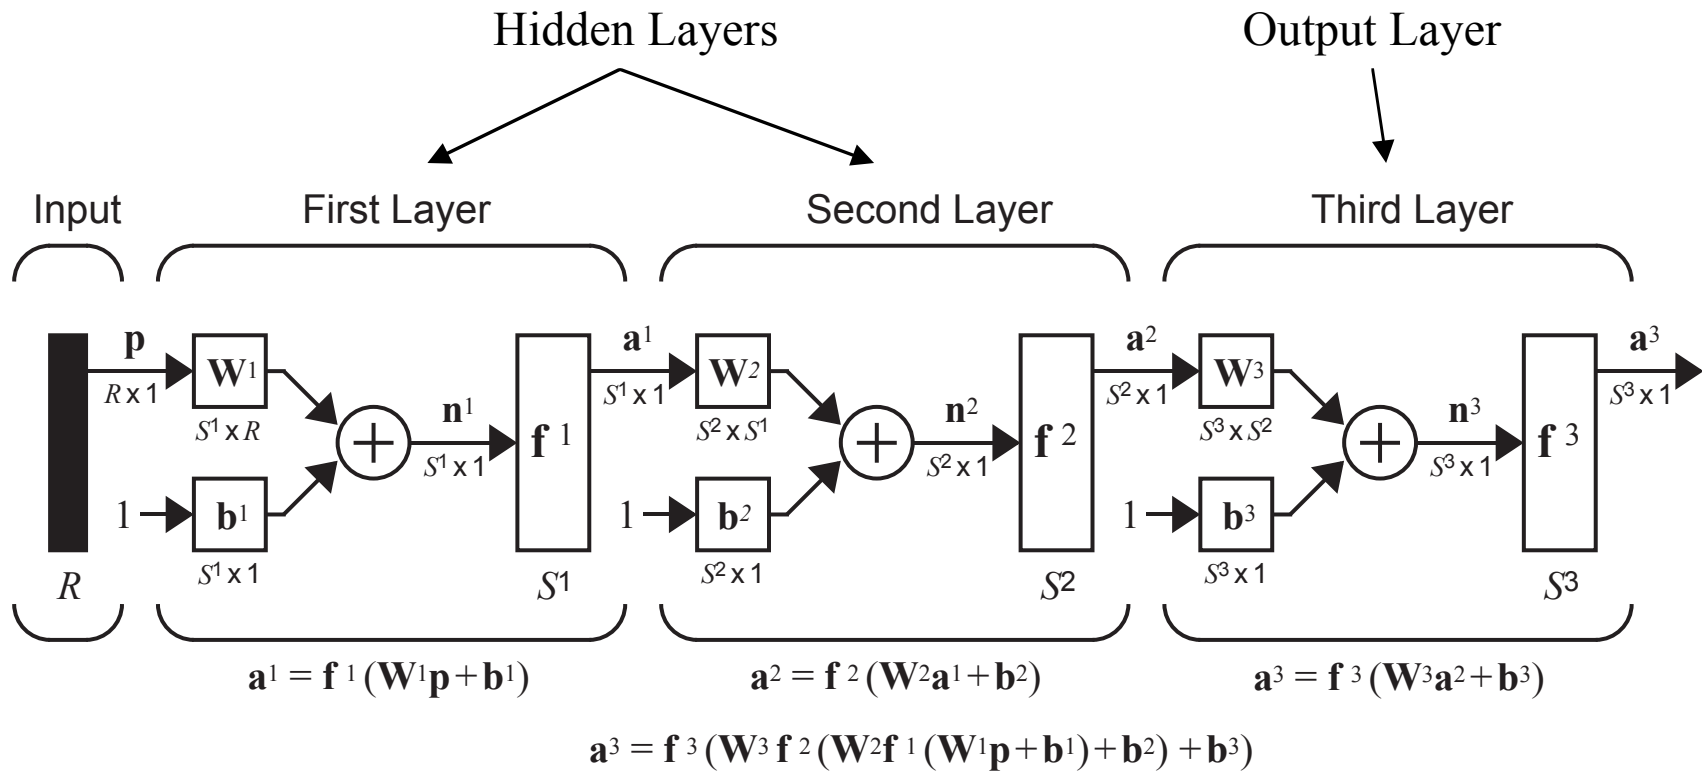 Hidden Layers Output Layer
Input First Layer Second Layer Third Layer
p a¹ a² a³
W¹ W² W³
R x 1 S¹ x 1 S² x 1 S³ x 1
S¹ x R S² x S¹ S³ x S²
n¹ n² n³
+ f ¹ + f ² + f ³
S¹ x 1 S² x 1 S³ x 1
1 b¹ 1 b² 1 b³
S¹ x 1 S² x 1 S³ x 1
R S¹ S² S³
a¹ = f ¹ (W¹p + b¹) a² = f ² (W²a¹ + b²) a³ = f ³ (W³a² + b³)
a³ = f ³ (W³ f ² (W²f ¹ (W¹p + b¹) + b²) + b³)